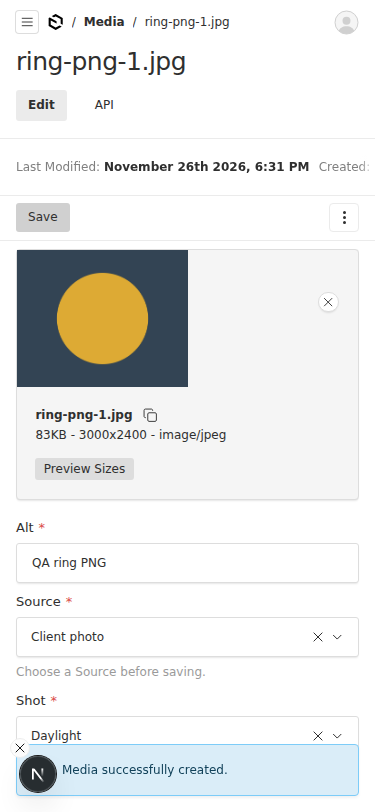 / Media / ring-png-1.jpg
ring-png-1.jpg
Edit API
Last Modified: November 26th 2026, 6:31 PM Created:
Save
ring-png-1.jpg
83KB - 3000x2400 - image/jpeg
Preview Sizes
Alt *
QA ring PNG
Source *
Client photo
Choose a Source before saving.
Shot *
Daylight
N Media successfully created.